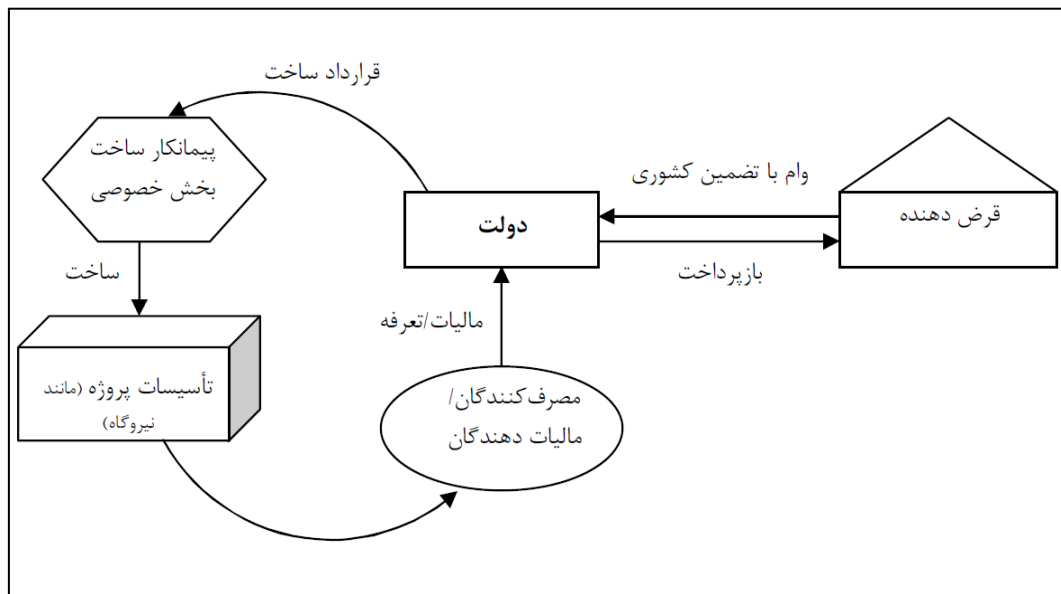 قرارداد ساخت
پیمانکار ساخت
بخش خصوصی
وام با تضمین کشوری
قرض دهنده
دولت
بازپرداخت
ساخت
مالیات/تعرفه
تأسیسات پروژه (مانند
نیروگاه)
مصرف‌کنندگان/
مالیات دهندگان